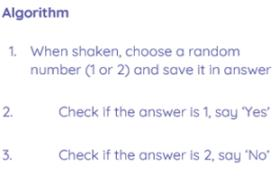 Algorithm
1. When shaken, choose a random
number (1 or 2) and save it in answer
2. Check if the answer is 1, say 'Yes'
3. Check if the answer is 2, say 'No'